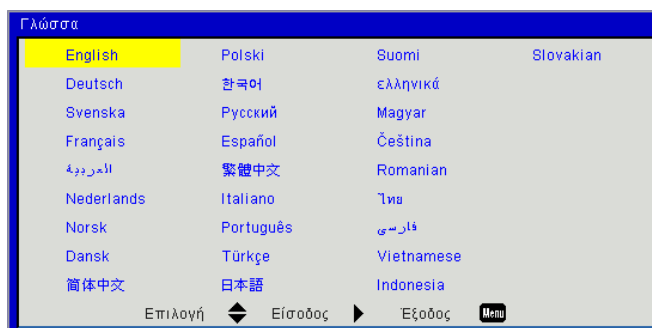 Γλώσσα
English Polski Suomi Slovakian
Deutsch 한국어 ελληνικά
Svenska Русский Magyar
Français Español Čeština
العربية 繁體中文 Romanian
Nederlands Italiano ไทย
Norsk Português فارسی
Dansk Türkçe Vietnamese
简体中文 日本語 Indonesia
Επιλογή Είσοδος Έξοδος Menu